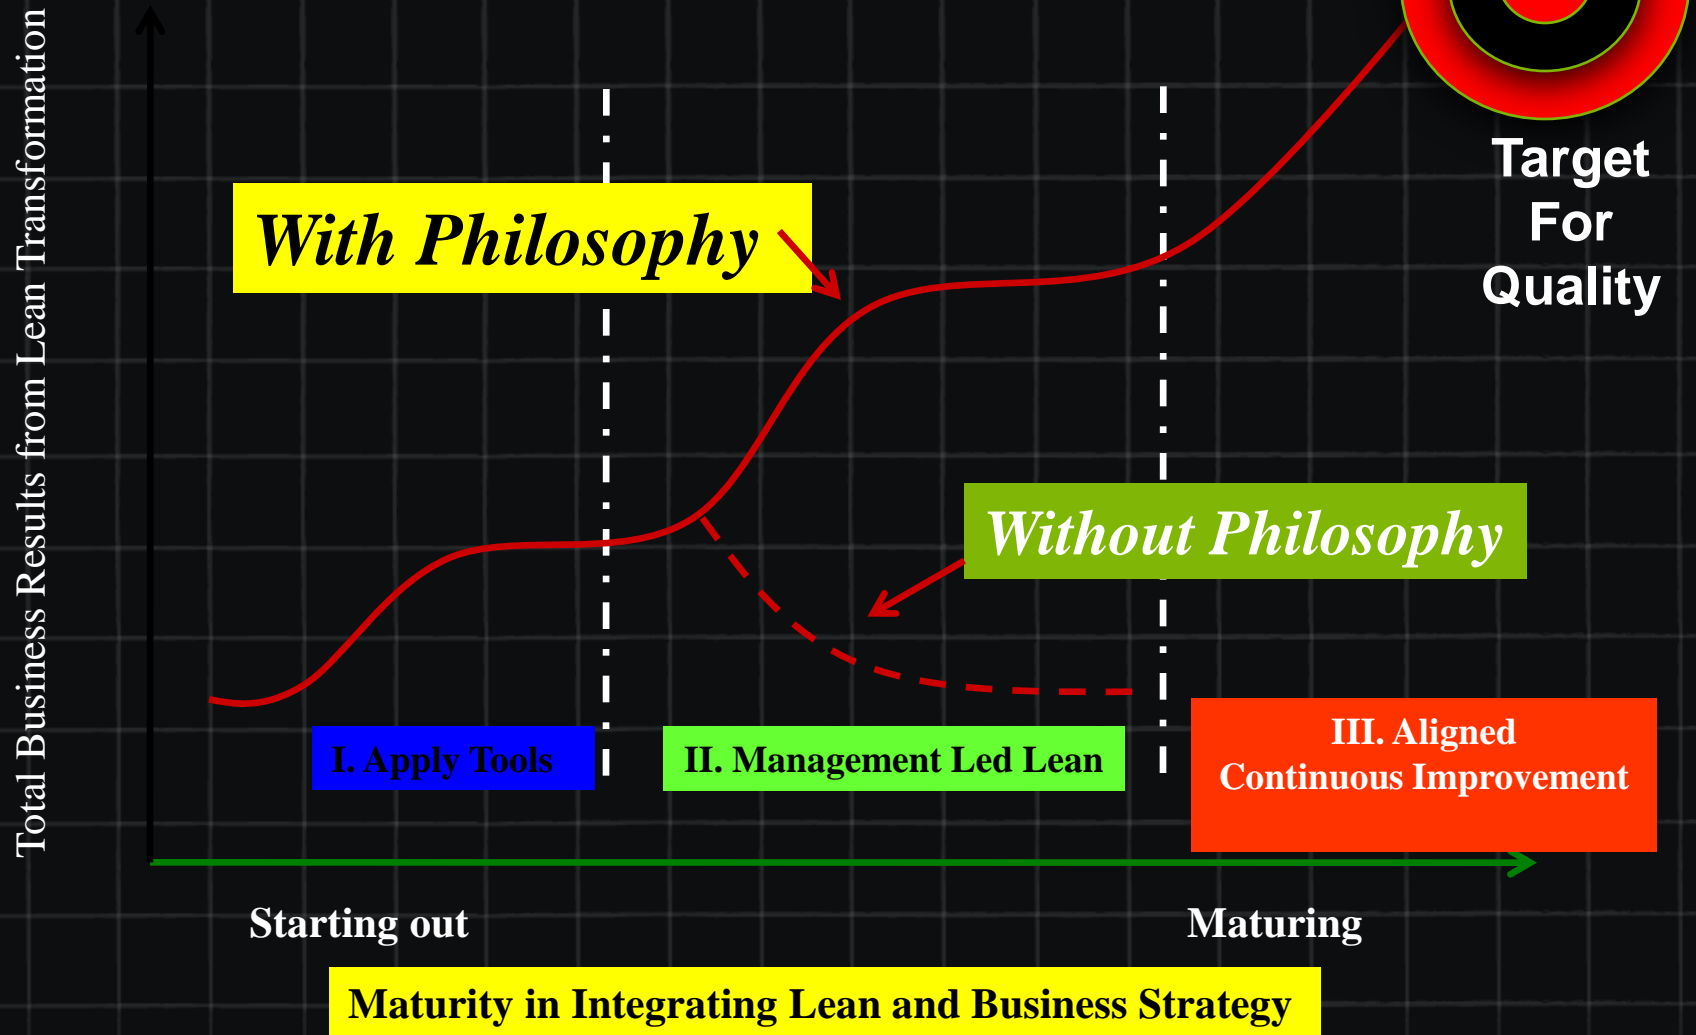 Total Business Results from Lean Transformation
With Philosophy
Target
For
Quality
Without Philosophy
I. Apply Tools
II. Management Led Lean
III. Aligned
Continuous Improvement
Starting out
Maturing
Maturity in Integrating Lean and Business Strategy